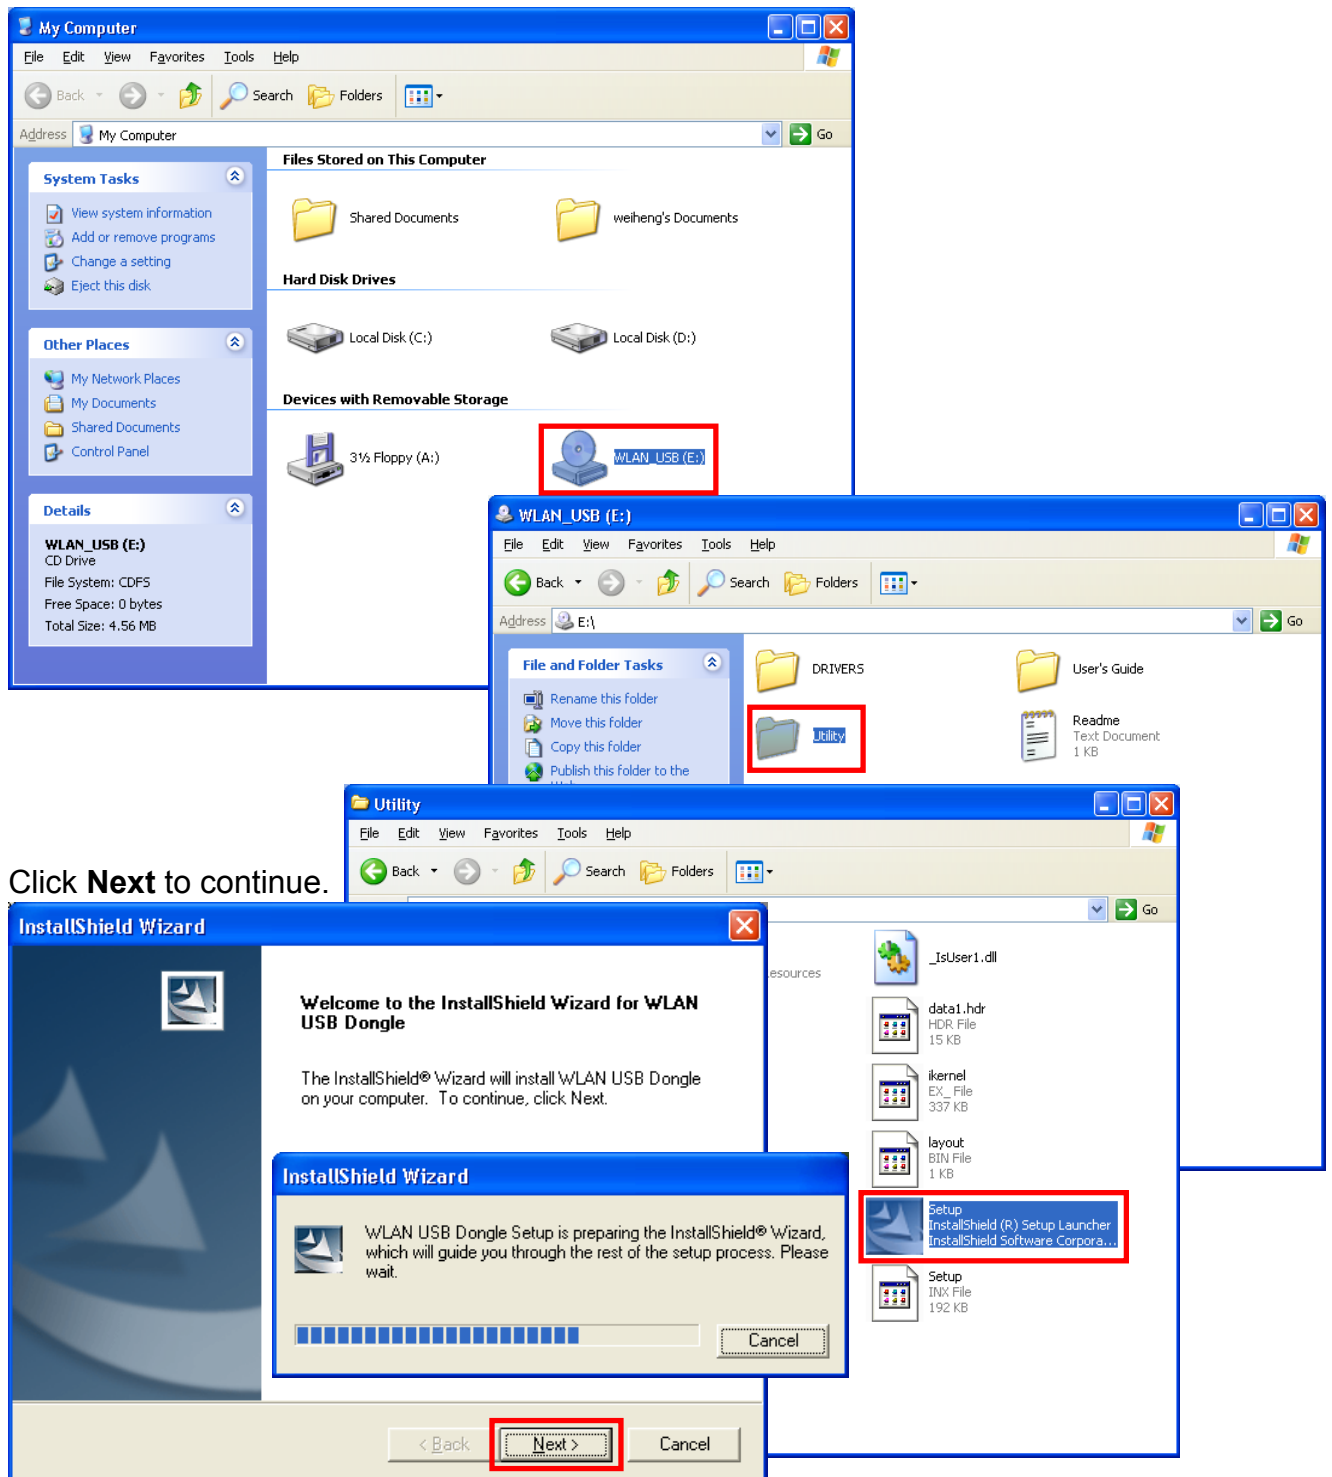 My Computer
File Edit View Favorites Tools Help
Back Search Folders
Address My Computer Go
System Tasks
View system information
Add or remove programs
Change a setting
Eject this disk
Other Places
My Network Places
My Documents
Shared Documents
Control Panel
Details
WLAN_USB (E:)
CD Drive
File System: CDFS
Free Space: 0 bytes
Total Size: 4.56 MB
Files Stored on This Computer
Shared Documents
weiheng's Documents
Hard Disk Drives
Local Disk (C:)
Local Disk (D:)
Devices with Removable Storage
3½ Floppy (A:)
WLAN_USB (E:)
WLAN_USB (E:)
File Edit View Favorites Tools Help
Back Search Folders
Address E:\ Go
File and Folder Tasks
Rename this folder
Move this folder
Copy this folder
Publish this folder to the
DRIVERS
User's Guide
Utility
Readme
Text Document
1 KB
Utility
File Edit View Favorites Tools Help
Back Search Folders
Go
esources
_IsUser1.dll
data1.hdr
HDR File
15 KB
ikernel
EX_ File
337 KB
layout
BIN File
1 KB
Setup
InstallShield (R) Setup Launcher
InstallShield Software Corpora...
Setup
INX File
192 KB
Click Next to continue.
InstallShield Wizard
Welcome to the InstallShield Wizard for WLAN
USB Dongle
The InstallShield® Wizard will install WLAN USB Dongle
on your computer. To continue, click Next.
InstallShield Wizard
WLAN USB Dongle Setup is preparing the InstallShield® Wizard,
which will guide you through the rest of the setup process. Please
wait.
Cancel
< Back Next > Cancel